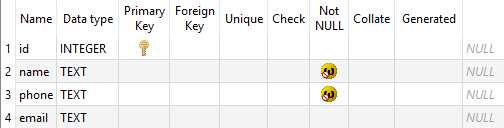 Name Data type Primary Key Foreign Key Unique Check Not NULL Collate Generated
1 id INTEGER NULL
2 name TEXT NULL
3 phone TEXT NULL
4 email TEXT NULL